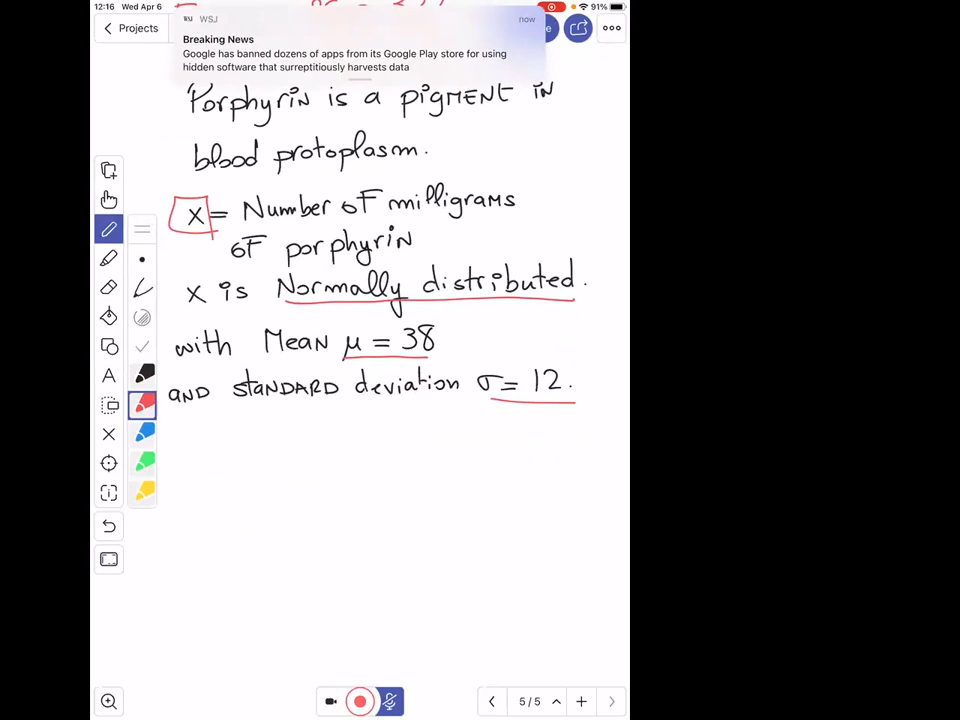 12:16 Wed Apr 6
91%
WSJ
now
Breaking News
Google has banned dozens of apps from its Google Play store for using
hidden software that surreptitiously harvests data
Projects
Porphyrin is a pigment in
blood protoplasm.
X = Number of milligrams
of porphyrin
X is Normally distributed.
with Mean μ = 38
and standard deviation σ = 12.
A
5/5